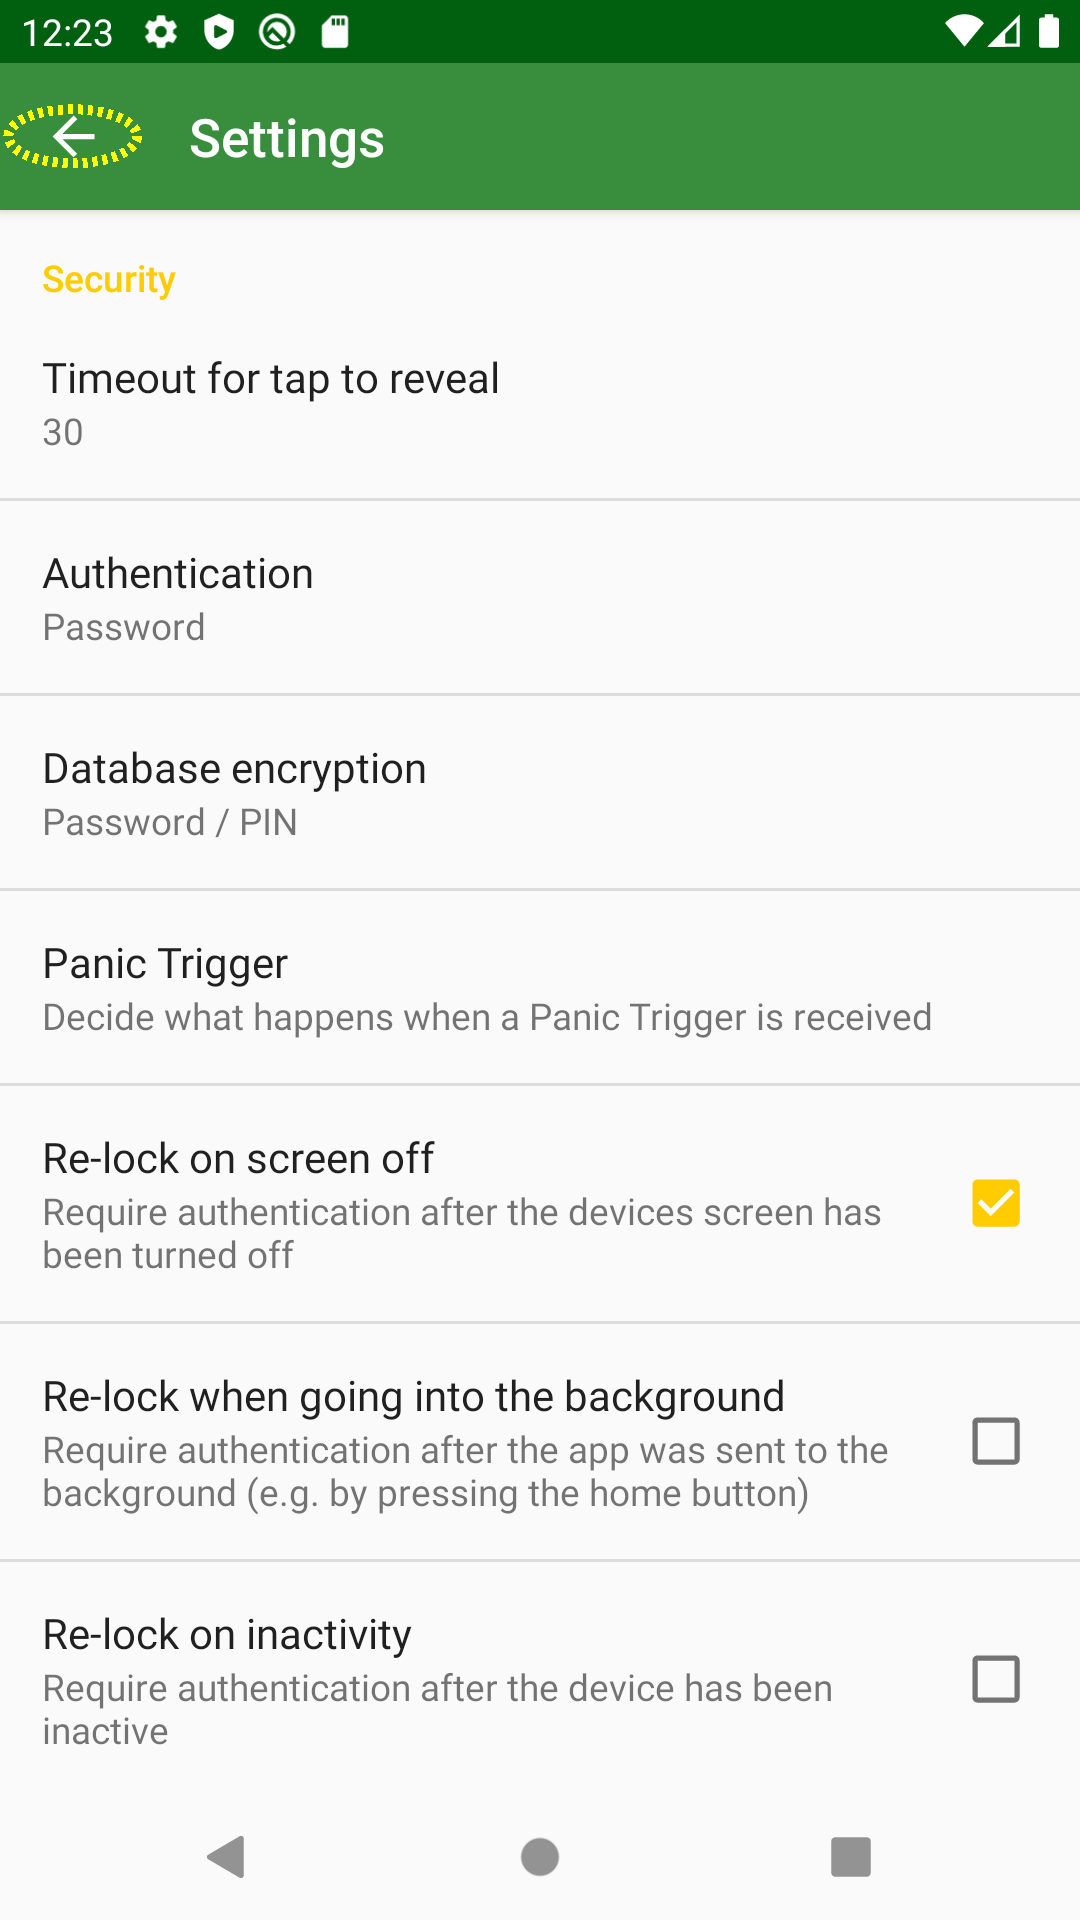 12:23
Settings
Security
Timeout for tap to reveal
30
Authentication
Password
Database encryption
Password / PIN
Panic Trigger
Decide what happens when a Panic Trigger is received
Re-lock on screen off
Require authentication after the devices screen has
been turned off
Re-lock when going into the background
Require authentication after the app was sent to the
background (e.g. by pressing the home button)
Re-lock on inactivity
Require authentication after the device has been
inactive